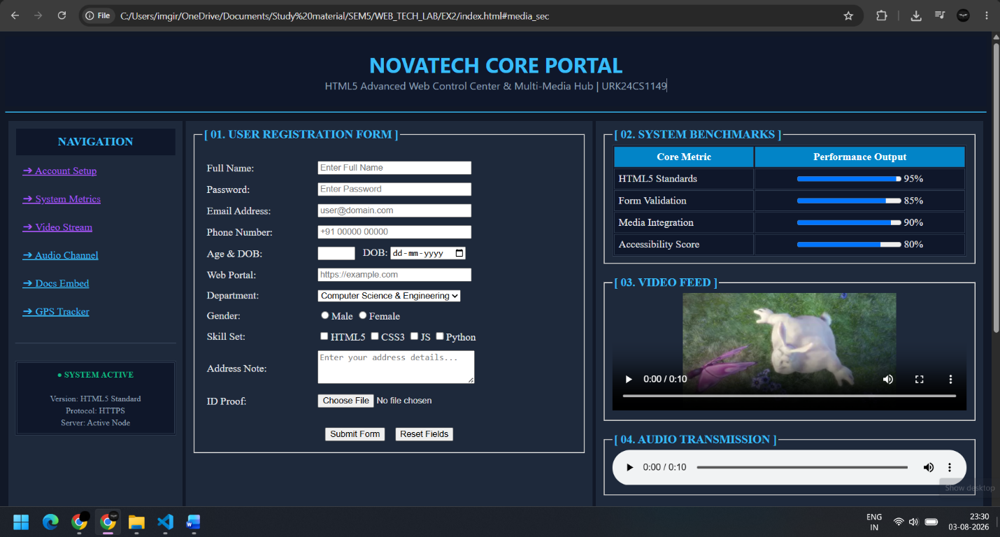 File C:/Users/imgir/OneDrive/Documents/Study%20material/SEM5/WEB_TECH_LAB/EX2/index.html#media_sec
NOVATECH CORE PORTAL
HTML5 Advanced Web Control Center & Multi-Media Hub | URK24CS1149
NAVIGATION
➔ Account Setup
➔ System Metrics
➔ Video Stream
➔ Audio Channel
➔ Docs Embed
➔ GPS Tracker
● SYSTEM ACTIVE
Version: HTML5 Standard
Protocol: HTTPS
Server: Active Node
[ 01. USER REGISTRATION FORM ]
Full Name: Enter Full Name
Password: Enter Password
Email Address: user@domain.com
Phone Number: +91 00000 00000
Age & DOB: DOB: dd-mm-yyyy
Web Portal: https://example.com
Department: Computer Science & Engineering
Gender: Male Female
Skill Set: HTML5 CSS3 JS Python
Address Note: Enter your address details...
ID Proof: Choose File No file chosen
Submit Form Reset Fields
[ 02. SYSTEM BENCHMARKS ]
Core Metric Performance Output
HTML5 Standards 95%
Form Validation 85%
Media Integration 90%
Accessibility Score 80%
[ 03. VIDEO FEED ]
0:00 / 0:10
[ 04. AUDIO TRANSMISSION ]
0:00 / 0:10
Show desktop
ENG
IN
23:30
03-08-2026